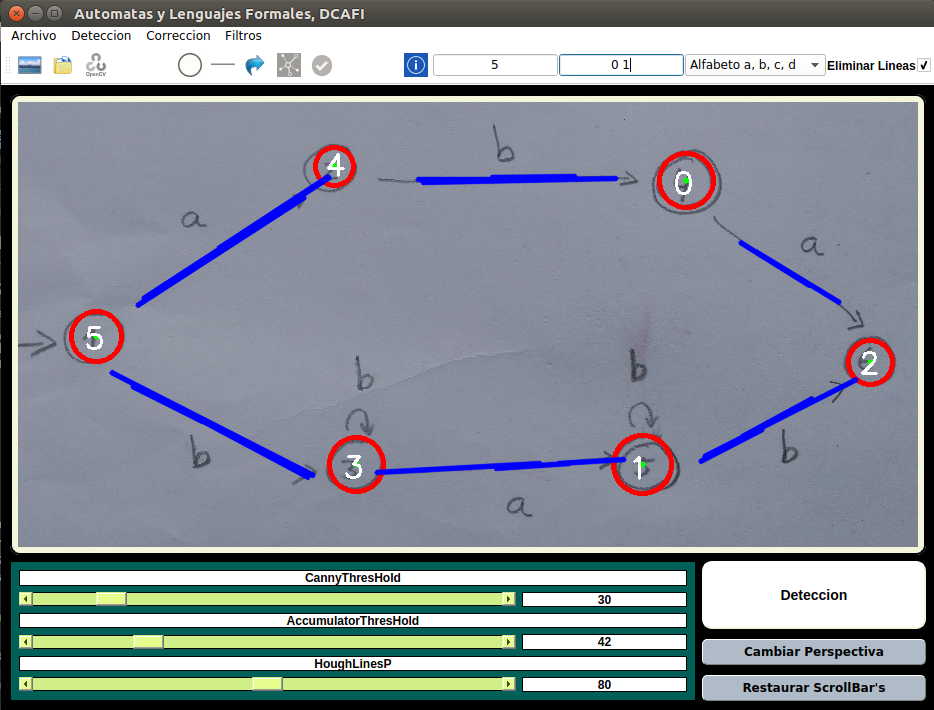 Automatas y Lenguajes Formales, DCAFI
Archivo Deteccion Correccion Filtros
OpenCV
5
0 1
Alfabeto a, b, c, d
Eliminar Lineas
4
b
0
a
a
5
2
b
b
b
3
1
b
a
CannyThresHold
30
AccumulatorThresHold
42
HoughLinesP
80
Deteccion
Cambiar Perspectiva
Restaurar ScrollBar's